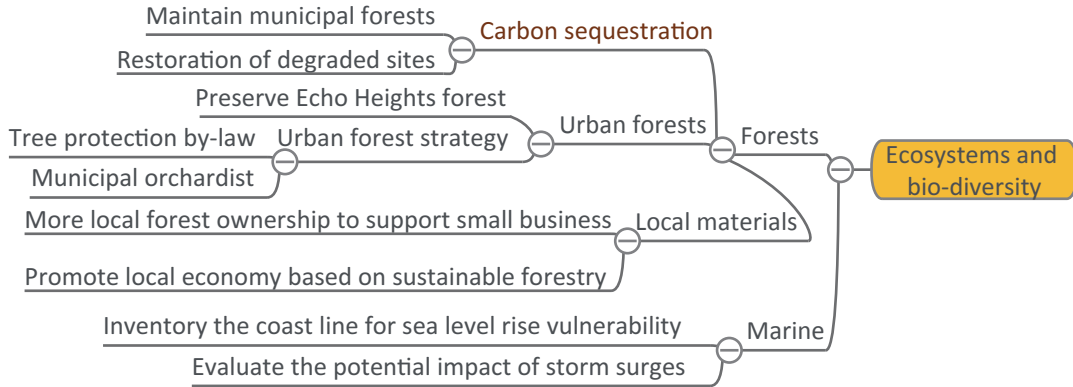 Maintain municipal forests
Carbon sequestration
Restoration of degraded sites
Preserve Echo Heights forest
Urban forests
Tree protection by-law
Urban forest strategy
Forests
Municipal orchardist
Ecosystems and
bio-diversity
More local forest ownership to support small business
Local materials
Promote local economy based on sustainable forestry
Inventory the coast line for sea level rise vulnerability
Marine
Evaluate the potential impact of storm surges